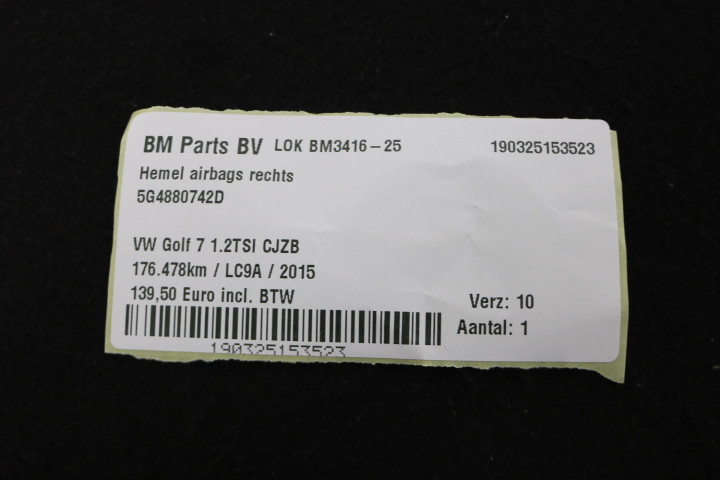 BM Parts BV LOK BM3416-25 190325153523
Hemel airbags rechts
5G4880742D
VW Golf 7 1.2TSI CJZB
176.478km / LC9A / 2015
139,50 Euro incl. BTW
Verz: 10
Aantal: 1
190325153523